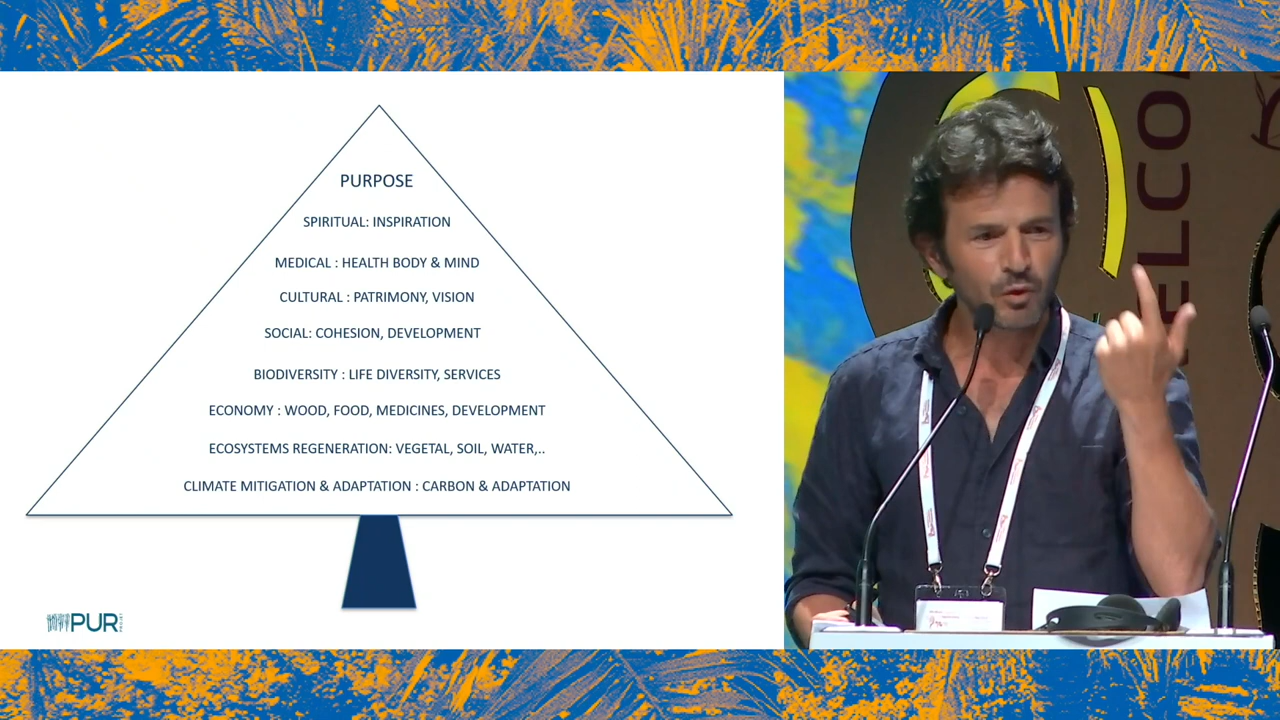 PURPOSE
SPIRITUAL: INSPIRATION
MEDICAL : HEALTH BODY & MIND
CULTURAL : PATRIMONY, VISION
SOCIAL: COHESION, DEVELOPMENT
BIODIVERSITY : LIFE DIVERSITY, SERVICES
ECONOMY : WOOD, FOOD, MEDICINES, DEVELOPMENT
ECOSYSTEMS REGENERATION: VEGETAL, SOIL, WATER,..
CLIMATE MITIGATION & ADAPTATION : CARBON & ADAPTATION
PUR
PROJET